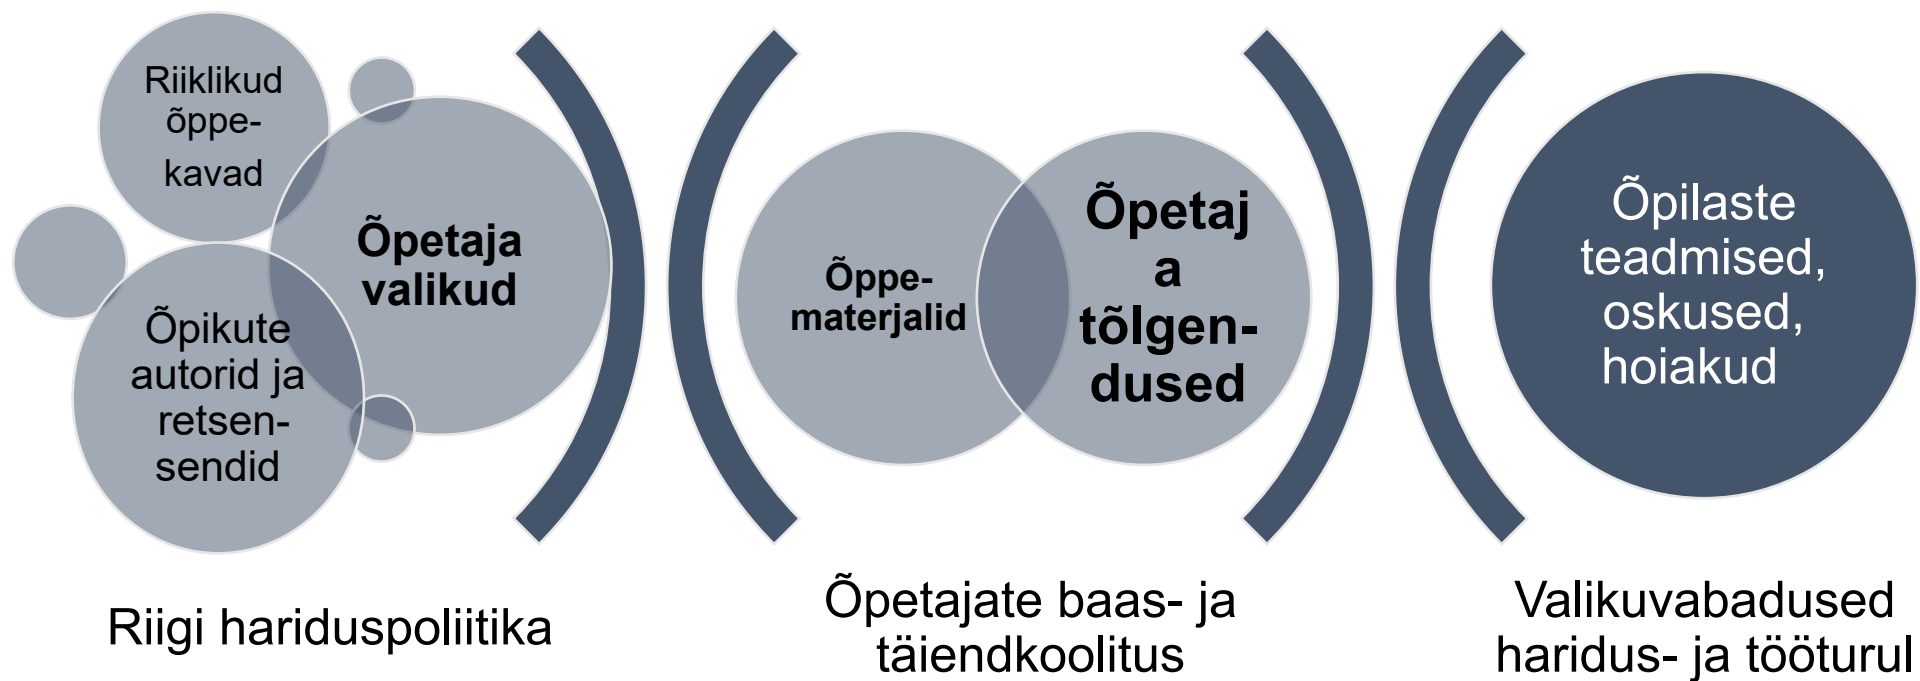 Riiklikud
õppe-
kavad
Õpetaja
valikud
Õpikute
autorid ja
retsen-
sendid
Riigi hariduspoliitika
Õppe-
materjalid
Õpetaj
a
tõlgen-
dused
Õpetajate baas- ja
täiendkoolitus
Õpilaste
teadmised,
oskused,
hoiakud
Valikuvabadused
haridus- ja tööturul